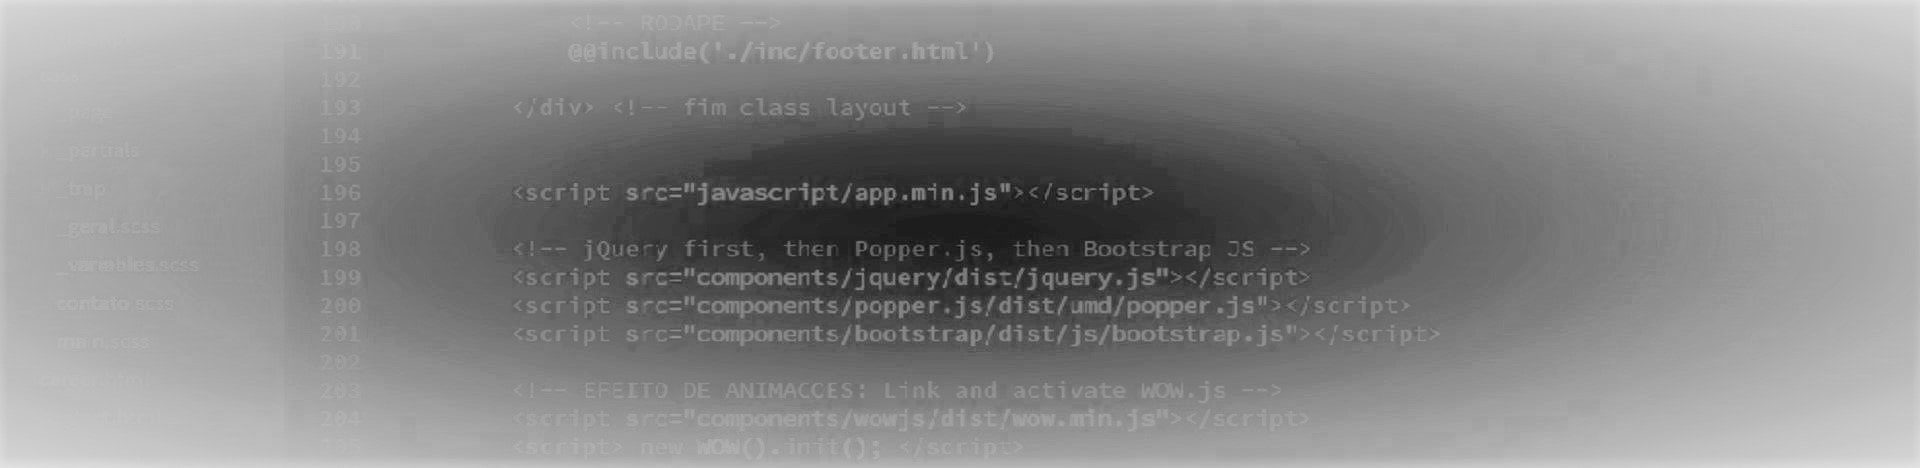 190 <!-- RODAPE -->
191 @@include('./inc/footer.html')
192
193 </div> <!-- fim class layout -->
194
_partials
195
_tmp
196 <script src="javascript/app.min.js"></script>
197
_geral.scss
198 <!-- jQuery first, then Popper.js, then Bootstrap JS -->
_variables.scss
199 <script src="components/jquery/dist/jquery.js"></script>
contato.scss
200 <script src="components/popper.js/dist/umd/popper.js"></script>
201 <script src="components/bootstrap/dist/js/bootstrap.js"></script>
main.scss
202
203 <!-- EFEITO DE ANIMACCES: Link and activate WOW.js -->
204 <script src="components/wowjs/dist/wow.min.js"></script>
205 <script> new WOW().init(); </script>